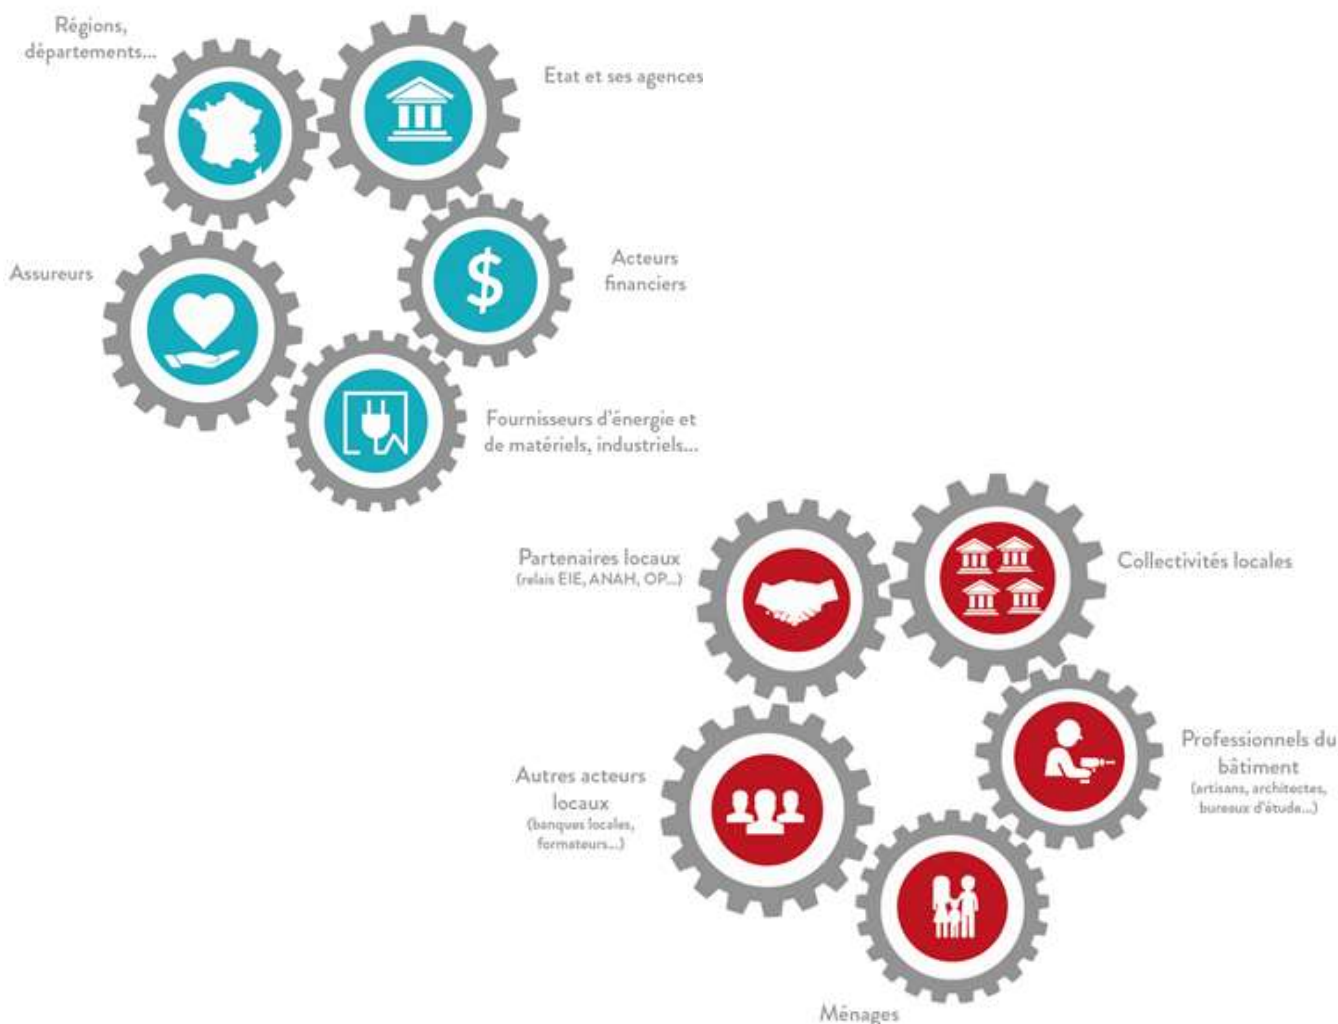 Régions,
départements...
Etat et ses agences
Assureurs
Acteurs
financiers
Fournisseurs d'énergie et
de matériels, industriels...
Partenaires locaux
(relais EIE, ANAH, OP...)
Collectivités locales
Autres acteurs
locaux
(banques locales,
formateurs...)
Professionnels du
bâtiment
(artisans, architectes,
bureaux d'étude...)
Ménages